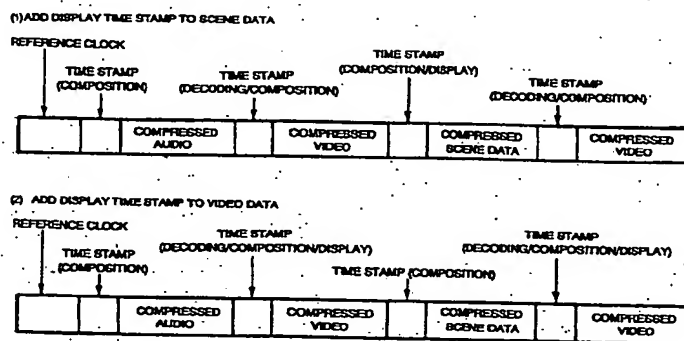 (1) ADD DISPLAY TIME STAMP TO SCENE DATA
REFERENCE CLOCK
TIME STAMP
(COMPOSITION)
TIME STAMP
(DECODING/COMPOSITION)
TIME STAMP
(COMPOSITION/DISPLAY)
TIME STAMP
(DECODING/COMPOSITION)
COMPRESSED
AUDIO
COMPRESSED
VIDEO
COMPRESSED
SCENE DATA
COMPRESSED
VIDEO
(2) ADD DISPLAY TIME STAMP TO VIDEO DATA
REFERENCE CLOCK
TIME STAMP
(COMPOSITION)
TIME STAMP
(DECODING/COMPOSITION/DISPLAY)
TIME STAMP (COMPOSITION)
TIME STAMP
(DECODING/COMPOSITION/DISPLAY)
COMPRESSED
AUDIO
COMPRESSED
VIDEO
COMPRESSED
SCENE DATA
COMPRESSED
VIDEO